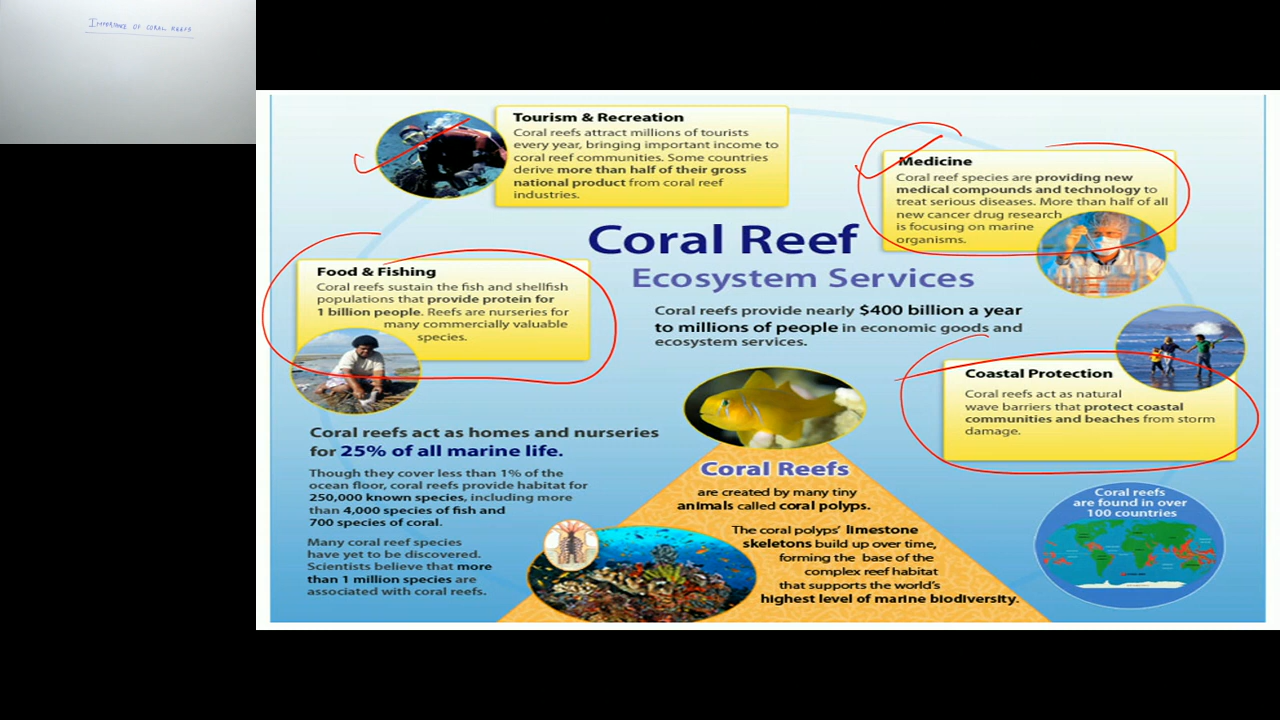 IMPORTANCE OF CORAL REEFS
Tourism & Recreation
Coral reefs attract millions of tourists
every year, bringing important income to
coral reef communities. Some countries
derive more than half of their gross
national product from coral reef
industries.
Medicine
Coral reef species are providing new
medical compounds and technology to
treat serious diseases. More than half of all
new cancer drug research
is focusing on marine
organisms.
Coral Reef
Ecosystem Services
Coral reefs provide nearly $400 billion a year
to millions of people in economic goods and
ecosystem services.
Food & Fishing
Coral reefs sustain the fish and shellfish
populations that provide protein for
1 billion people. Reefs are nurseries for
many commercially valuable
species.
Coastal Protection
Coral reefs act as natural
wave barriers that protect coastal
communities and beaches from storm
damage.
Coral reefs act as homes and nurseries
for 25% of all marine life.
Though they cover less than 1% of the
ocean floor, coral reefs provide habitat for
250,000 known species, including more
than 4,000 species of fish and
700 species of coral.
Many coral reef species
have yet to be discovered.
Scientists believe that more
than 1 million species are
associated with coral reefs.
Coral Reefs
are created by many tiny
animals called coral polyps.
The coral polyps' limestone
skeletons build up over time,
forming the base of the
complex reef habitat
that supports the world's
highest level of marine biodiversity.
Coral reefs
are found in over
100 countries